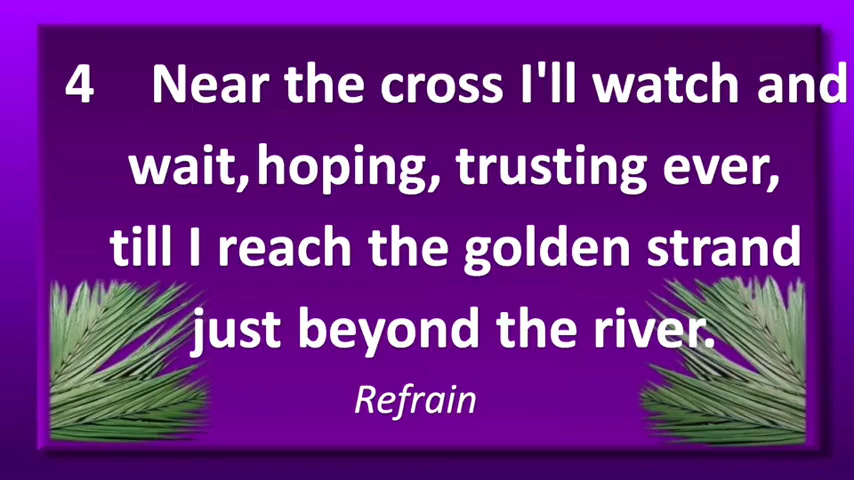 4 Near the cross I'll watch and
wait, hoping, trusting ever,
till I reach the golden strand
just beyond the river.
Refrain